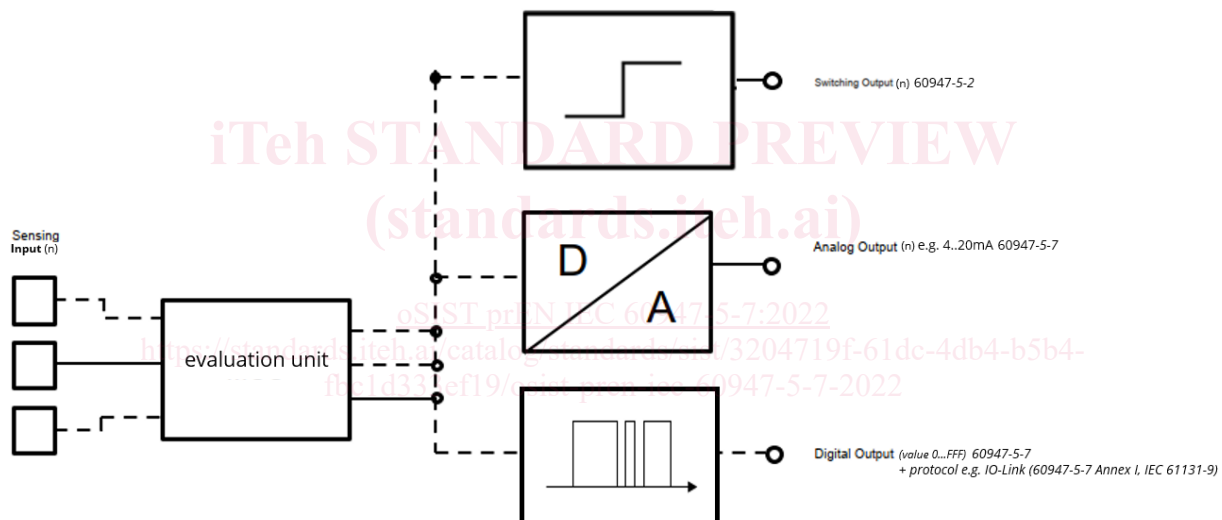 Switching Output (n) 60947-5-2
iTeh STANDARD PREVIEW
(standards.iteh.ai)
Sensing
Input (n)
D
A
Analog Output (n) e.g. 4..20mA 60947-5-7
oSIST prEN IEC 60947-5-7:2022
evaluation unit
https://standards.iteh.ai/catalog/standards/sist/3204719f-61dc-4db4-b5b4-
/osist-pren-iec-60947-5-7-2022
Digital Output (value 0...FFF) 60947-5-7
+ protocol e.g. IO-Link (60947-5-7 Annex I, IEC 61131-9)